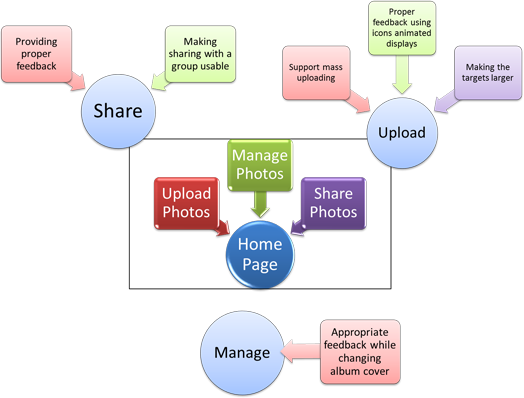 Providing
proper
feedback
Making
sharing with a
group usable
Share
Support mass
uploading
Proper
feedback using
icons animated
displays
Making the
targets larger
Upload
Manage
Photos
Upload
Photos
Share
Photos
Home
Page
Manage
Appropriate
feedback while
changing
album cover